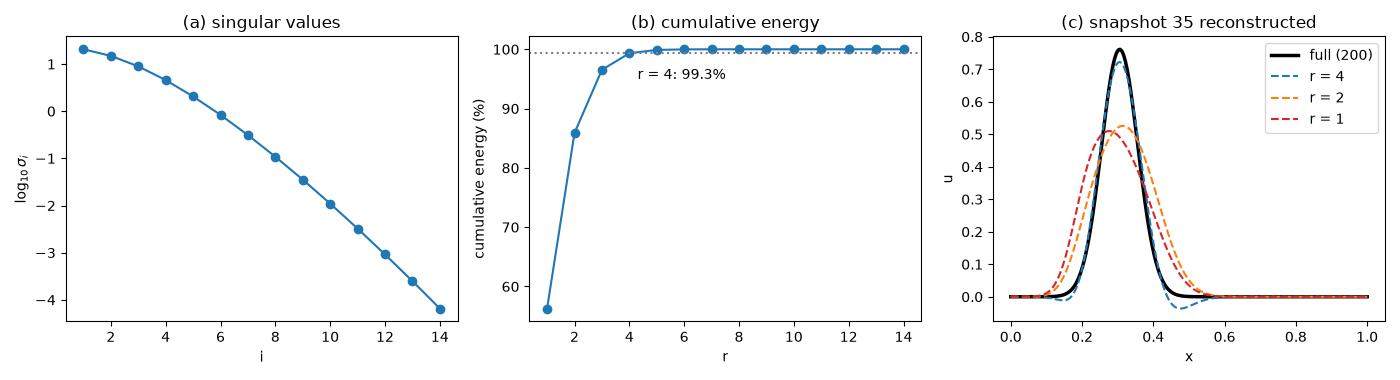 (a) singular values
log₁₀ σᵢ
1
0
−1
−2
−3
−4
2 4 6 8 10 12 14
i
(b) cumulative energy
cumulative energy (%)
100
90
80
70
60
r = 4: 99.3%
2 4 6 8 10 12 14
r
(c) snapshot 35 reconstructed
u
0.8
0.7
0.6
0.5
0.4
0.3
0.2
0.1
0.0
full (200)
r = 4
r = 2
r = 1
0.0 0.2 0.4 0.6 0.8 1.0
x